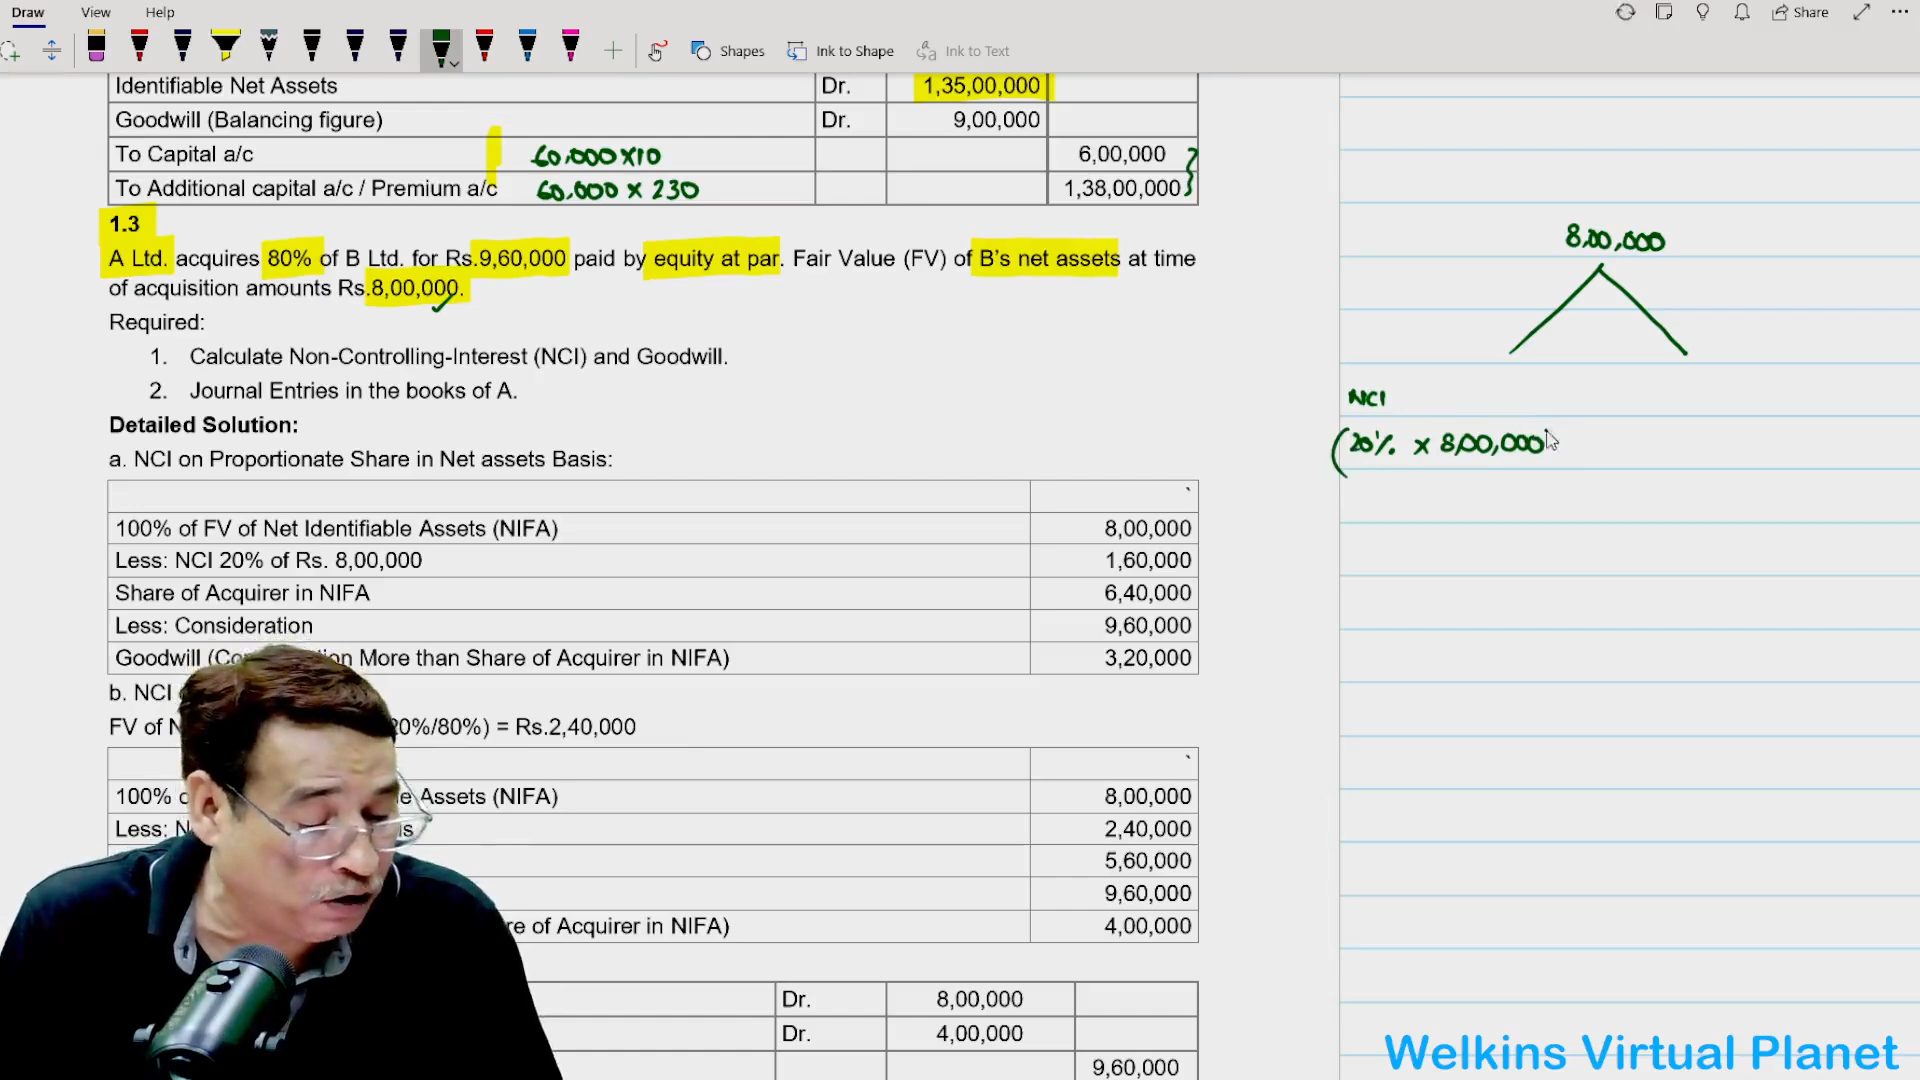 Draw View Help
Shapes Ink to Shape Ink to Text Share
Identifiable Net Assets Dr. 1,35,00,000
Goodwill (Balancing figure) Dr. 9,00,000
To Capital a/c 60,000×10 6,00,000
To Additional capital a/c / Premium a/c 60,000 × 230 1,38,00,000
1.3
A Ltd. acquires 80% of B Ltd. for Rs.9,60,000 paid by equity at par. Fair Value (FV) of B's net assets at time
of acquisition amounts Rs.8,00,000.
Required:
1. Calculate Non-Controlling-Interest (NCI) and Goodwill.
2. Journal Entries in the books of A.
Detailed Solution:
a. NCI on Proportionate Share in Net assets Basis:
`
100% of FV of Net Identifiable Assets (NIFA) 8,00,000
Less: NCI 20% of Rs. 8,00,000 1,60,000
Share of Acquirer in NIFA 6,40,000
Less: Consideration 9,60,000
Goodwill ( More than Share of Acquirer in NIFA) 3,20,000
b. NCI
FV of 20%/80%) = Rs.2,40,000
`
100% Assets (NIFA) 8,00,000
Less: 2,40,000
5,60,000
9,60,000
of Acquirer in NIFA) 4,00,000
Dr. 8,00,000
Dr. 4,00,000
9,60,000
8,00,000
NCI
(20% × 8,00,000
Welkins Virtual Planet